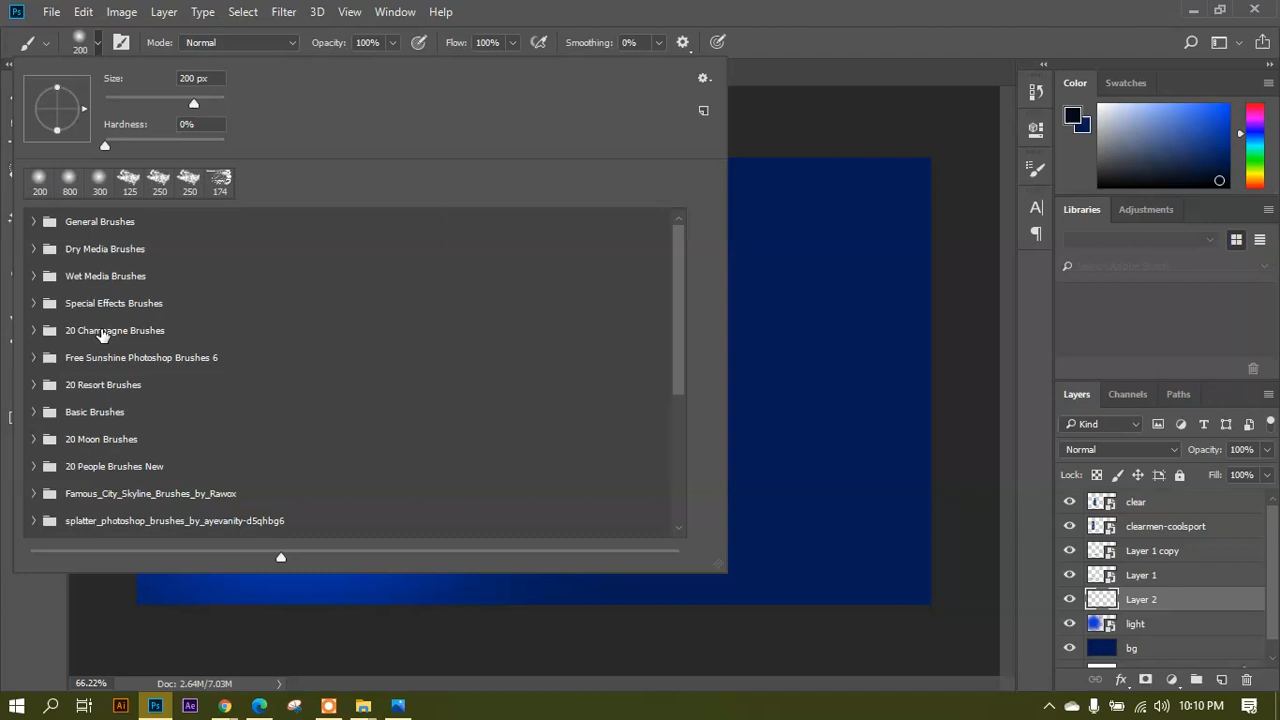 Ps File Edit Image Layer Type Select Filter 3D View Window Help
200 Mode: Normal Opacity: 100% Flow: 100% Smoothing: 0%
Size: 200 px
Hardness: 0%
200 800 300 125 250 250 174
General Brushes
Dry Media Brushes
Wet Media Brushes
Special Effects Brushes
20 Champagne Brushes
Free Sunshine Photoshop Brushes 6
20 Resort Brushes
Basic Brushes
20 Moon Brushes
20 People Brushes New
Famous_City_Skyline_Brushes_by_Rawox
splatter_photoshop_brushes_by_ayevanity-d5qhbg6
Color Swatches
Libraries Adjustments
Layers Channels Paths
Kind
Normal Opacity: 100%
Lock: Fill: 100%
clear
clearmen-coolsport
Layer 1 copy
Layer 1
Layer 2
light
bg
66.22% Doc: 2.64M/7.03M
Ai Ps Ae 10:10 PM